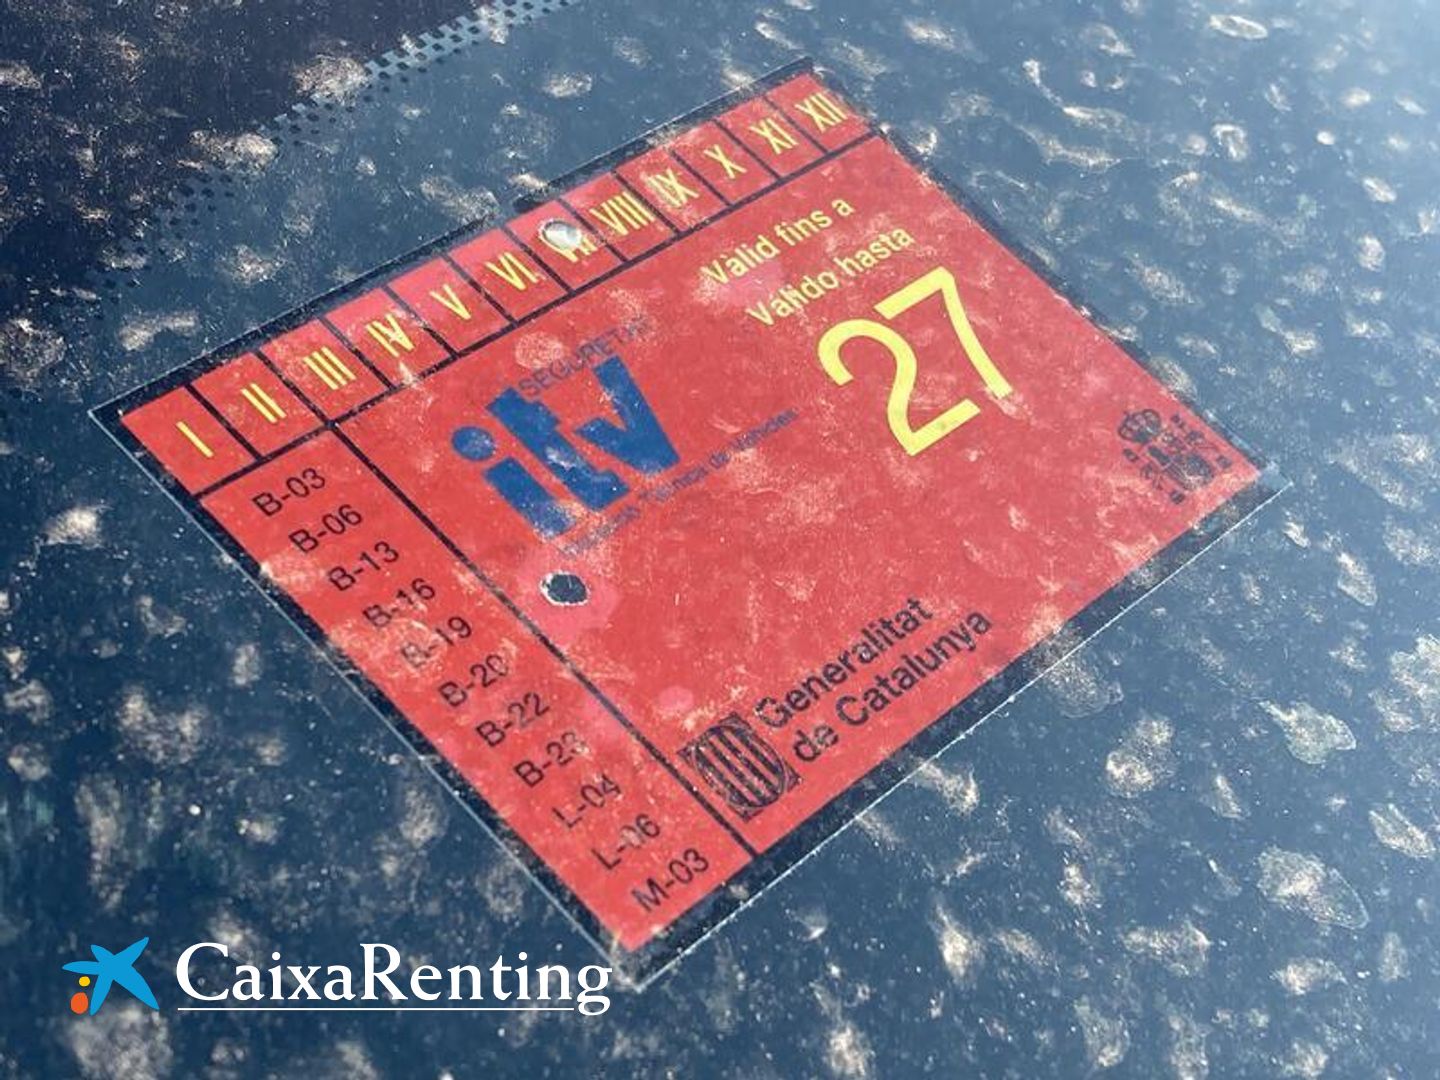 I II III IV V VI VII VIII IX X XI XII
Vàlid fins a
Válido hasta
27
itv
B-03
B-06
B-13
B-16
B-19
B-20
B-22
B-23
L-04
L-06
M-03
Generalitat
de Catalunya
CaixaRenting